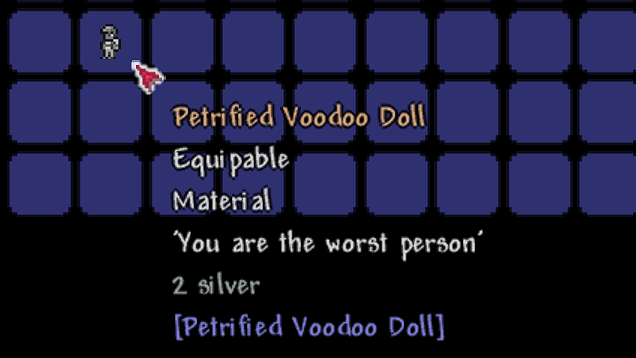 Petrified Voodoo Doll
Equipable
Material
'You are the worst person'
2 silver
[Petrified Voodoo Doll]